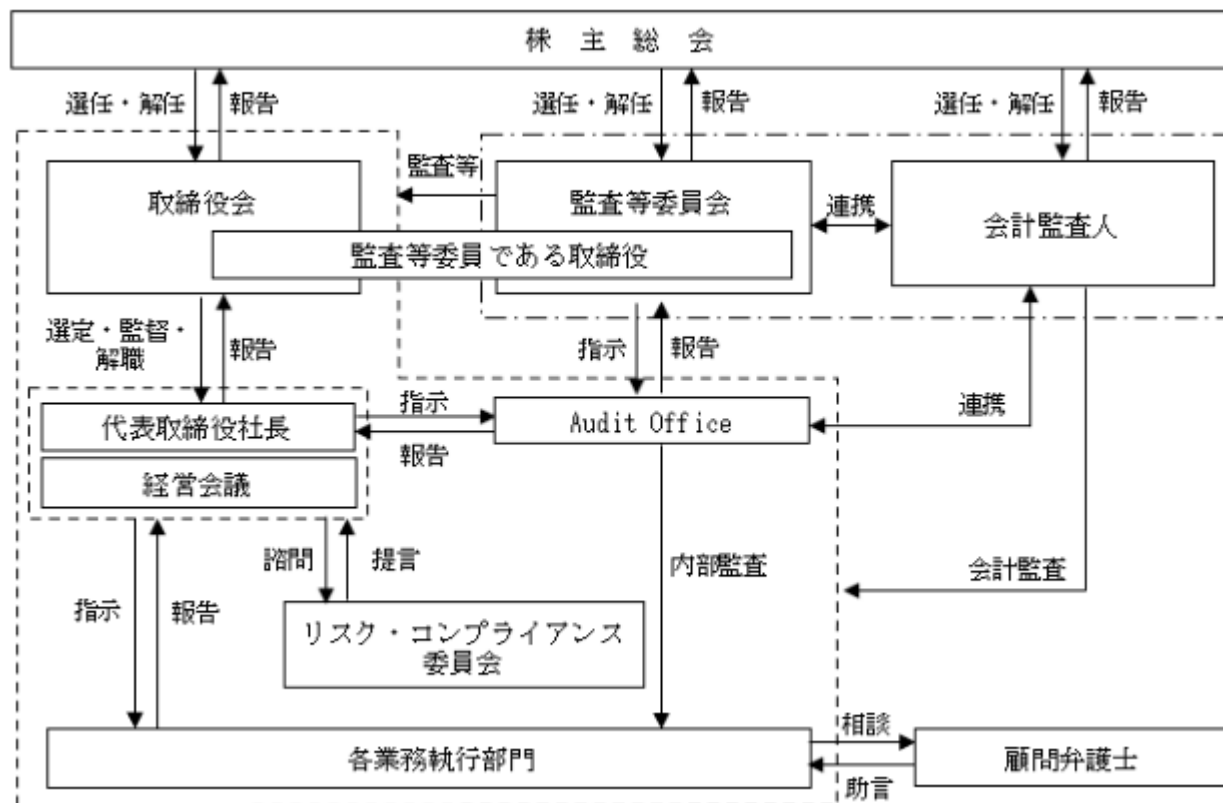 株 主 総 会
選任・解任
報告
選任・解任
報告
選任・解任
報告
取締役会
監査等
監査等委員会
連携
会計監査人
監査等委員である取締役
選定・監督・
解職
報告
指示
報告
連携
代表取締役社長
指示
報告
Audit Office
経営会議
諮問
提言
内部監査
会計監査
指示
報告
リスク・コンプライアンス
委員会
各業務執行部門
相談
助言
顧問弁護士